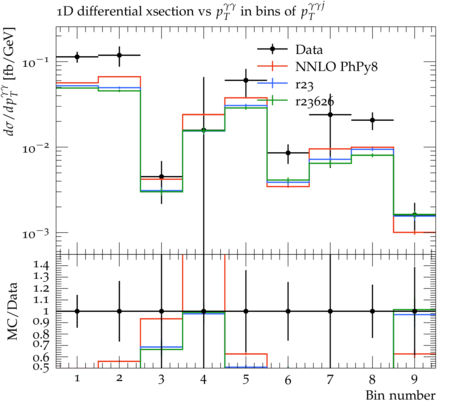 1D differential xsection vs p_T^{γγ} in bins of p_T^{γγj}
dσ/dp_T^{γγ} [fb/GeV]
10^{-1}
10^{-2}
10^{-3}
Data
NNLO PhPy8
r23
r23626
MC/Data
1.4
1.3
1.2
1.1
1
0.9
0.8
0.7
0.6
0.5
1 2 3 4 5 6 7 8 9
Bin number